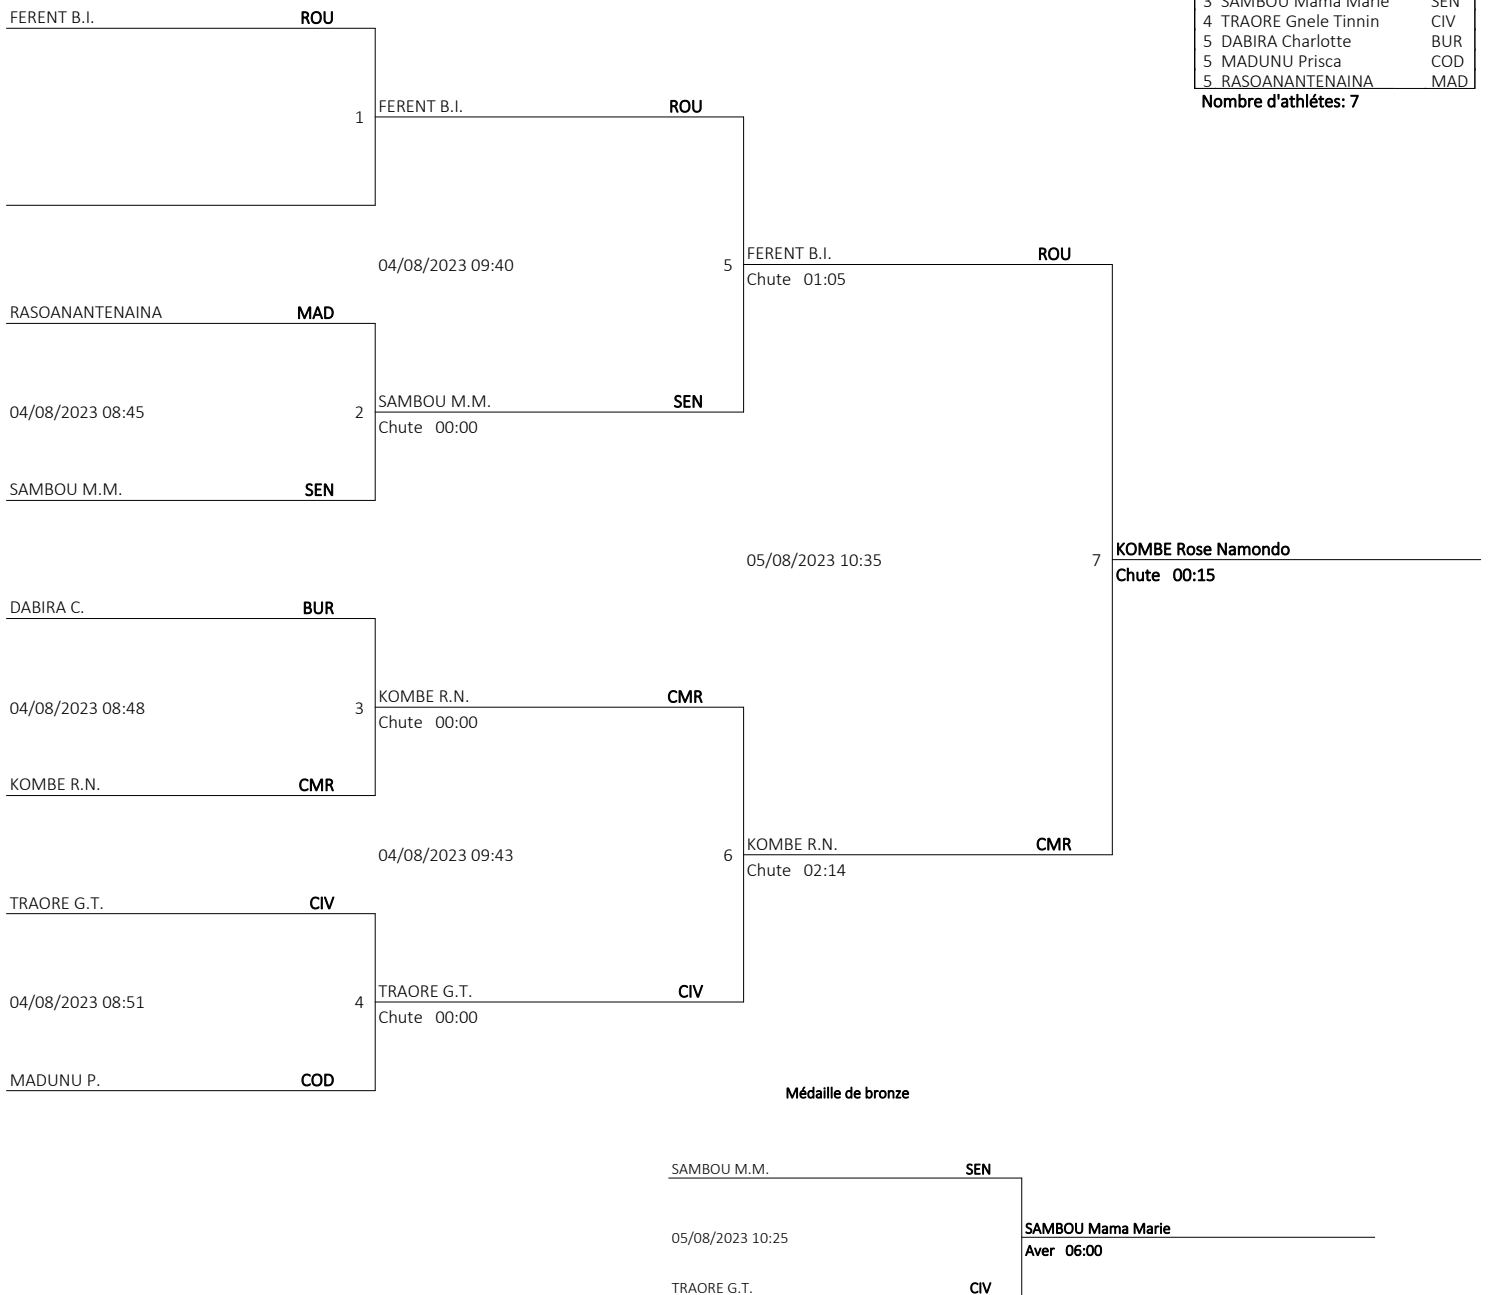 FERENT B.I. ROU
3 SAMBOU Mama Marie SEN
4 TRAORE Gnele Tinnin CIV
5 DABIRA Charlotte BUR
5 MADUNU Prisca COD
5 RASOANANTENAINA MAD
Nombre d'athlétes: 7
1 FERENT B.I. ROU
04/08/2023 09:40 5 FERENT B.I. ROU
Chute 01:05
RASOANANTENAINA MAD
04/08/2023 08:45 2 SAMBOU M.M. SEN
Chute 00:00
SAMBOU M.M. SEN
05/08/2023 10:35 7 KOMBE Rose Namondo
Chute 00:15
DABIRA C. BUR
04/08/2023 08:48 3 KOMBE R.N. CMR
Chute 00:00
KOMBE R.N. CMR
04/08/2023 09:43 6 KOMBE R.N. CMR
Chute 02:14
TRAORE G.T. CIV
04/08/2023 08:51 4 TRAORE G.T. CIV
Chute 00:00
MADUNU P. COD
Médaille de bronze
SAMBOU M.M. SEN
05/08/2023 10:25 SAMBOU Mama Marie
Aver 06:00
TRAORE G.T. CIV